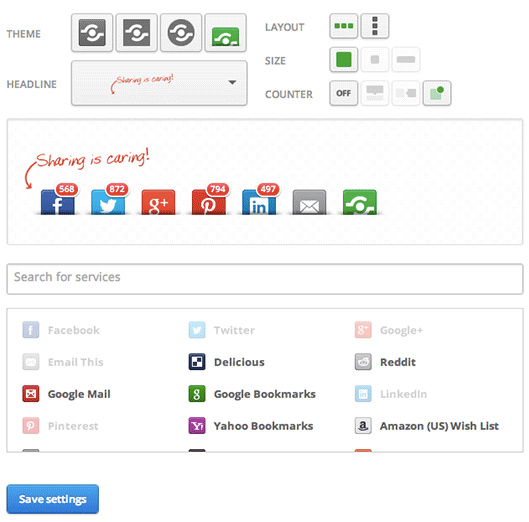 THEME
LAYOUT
SIZE
HEADLINE
Sharing is caring!
COUNTER
OFF
Sharing is caring!
568
872
794
497
f
g+
in
Search for services
Facebook
Twitter
Google+
Email This
Delicious
Reddit
Google Mail
Google Bookmarks
LinkedIn
Pinterest
Yahoo Bookmarks
Amazon (US) Wish List
Save settings